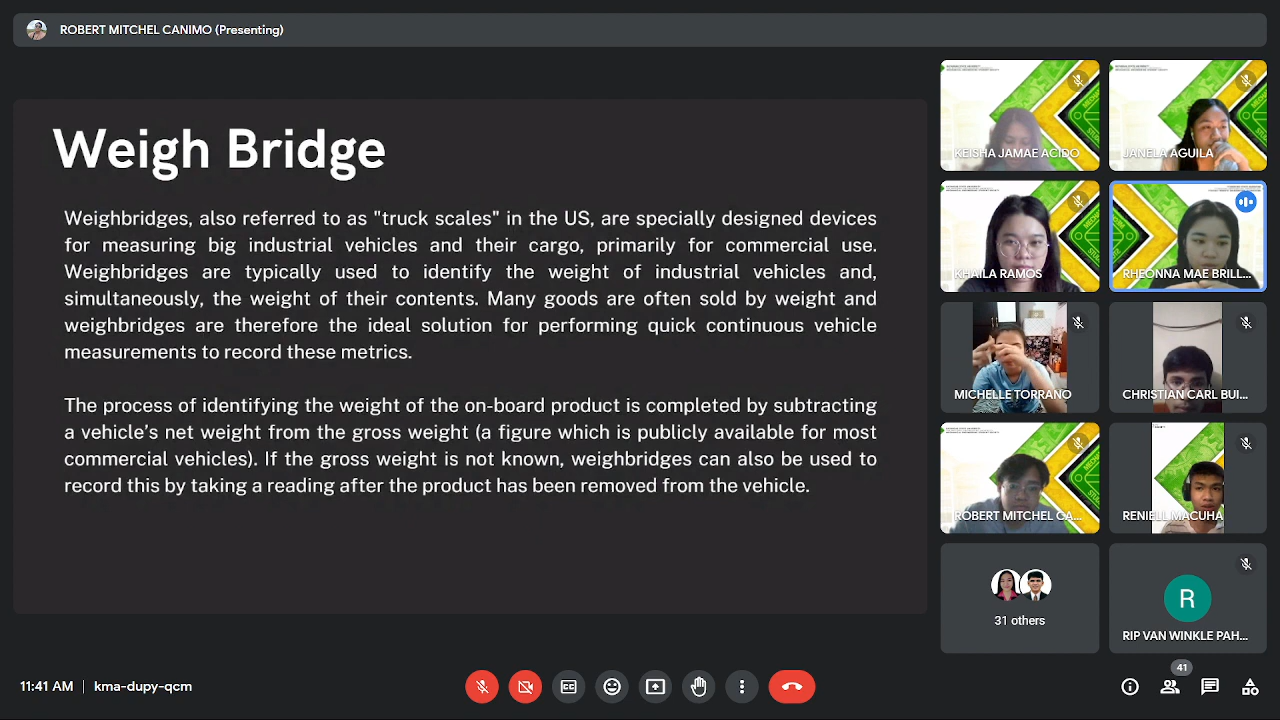 ROBERT MITCHEL CANIMO (Presenting)
Weigh Bridge
Weighbridges, also referred to as "truck scales" in the US, are specially designed devices
for measuring big industrial vehicles and their cargo, primarily for commercial use.
Weighbridges are typically used to identify the weight of industrial vehicles and,
simultaneously, the weight of their contents. Many goods are often sold by weight and
weighbridges are therefore the ideal solution for performing quick continuous vehicle
measurements to record these metrics.
The process of identifying the weight of the on-board product is completed by subtracting
a vehicle’s net weight from the gross weight (a figure which is publicly available for most
commercial vehicles). If the gross weight is not known, weighbridges can also be used to
record this by taking a reading after the product has been removed from the vehicle.
KEISHA JAMAE ACIDO
JANELA AGUILA
KHAILA RAMOS
RHEONNA MAE BRILL...
MICHELLE TORRANO
CHRISTIAN CARL BUI...
ROBERT MITCHEL CA...
RENIELL MACUHA
31 others
R
RIP VAN WINKLE PAH...
11:41 AM | kma-dupy-qcm
41